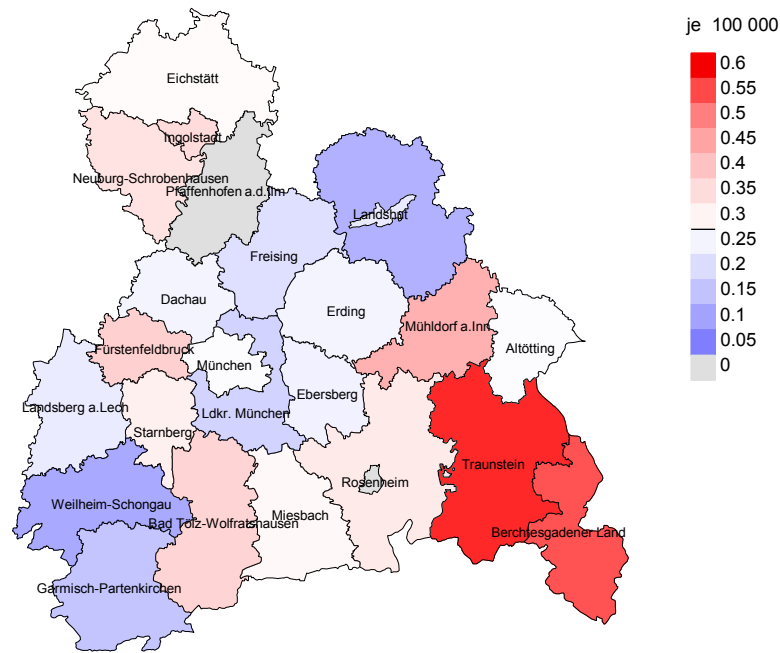 je 100 000
0.6
0.55
0.5
0.45
0.4
0.35
0.3
0.25
0.2
0.15
0.1
0.05
0
Eichstätt
Ingolstadt
Neuburg-Schrobenhausen
Pfaffenhofen a.d.Ilm
Landshut
Freising
Dachau
Erding
Mühldorf a.Inn
Altötting
Fürstenfeldbruck
München
Ebersberg
Landsberg a.Lech
Ldkr. München
Starnberg
Traunstein
Rosenheim
Weilheim-Schongau
Bad Tölz-Wolfratshausen
Miesbach
Berchtesgadener Land
Garmisch-Partenkirchen